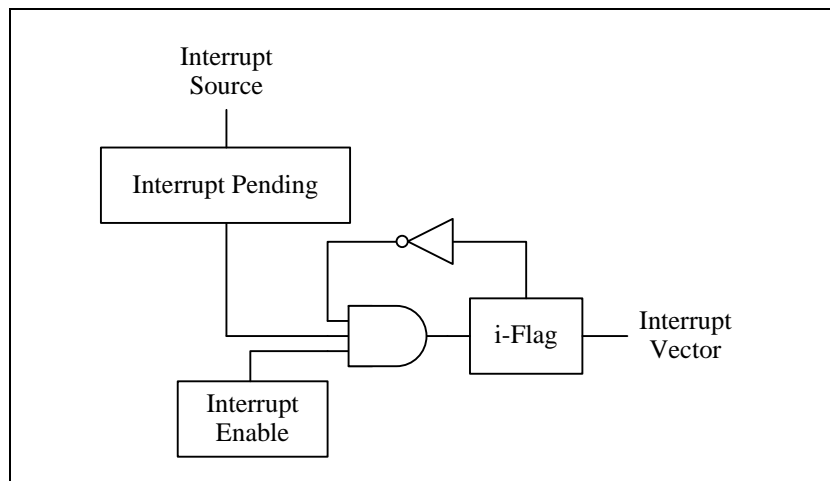 Interrupt
Source
Interrupt Pending
i-Flag
Interrupt
Vector
Interrupt
Enable